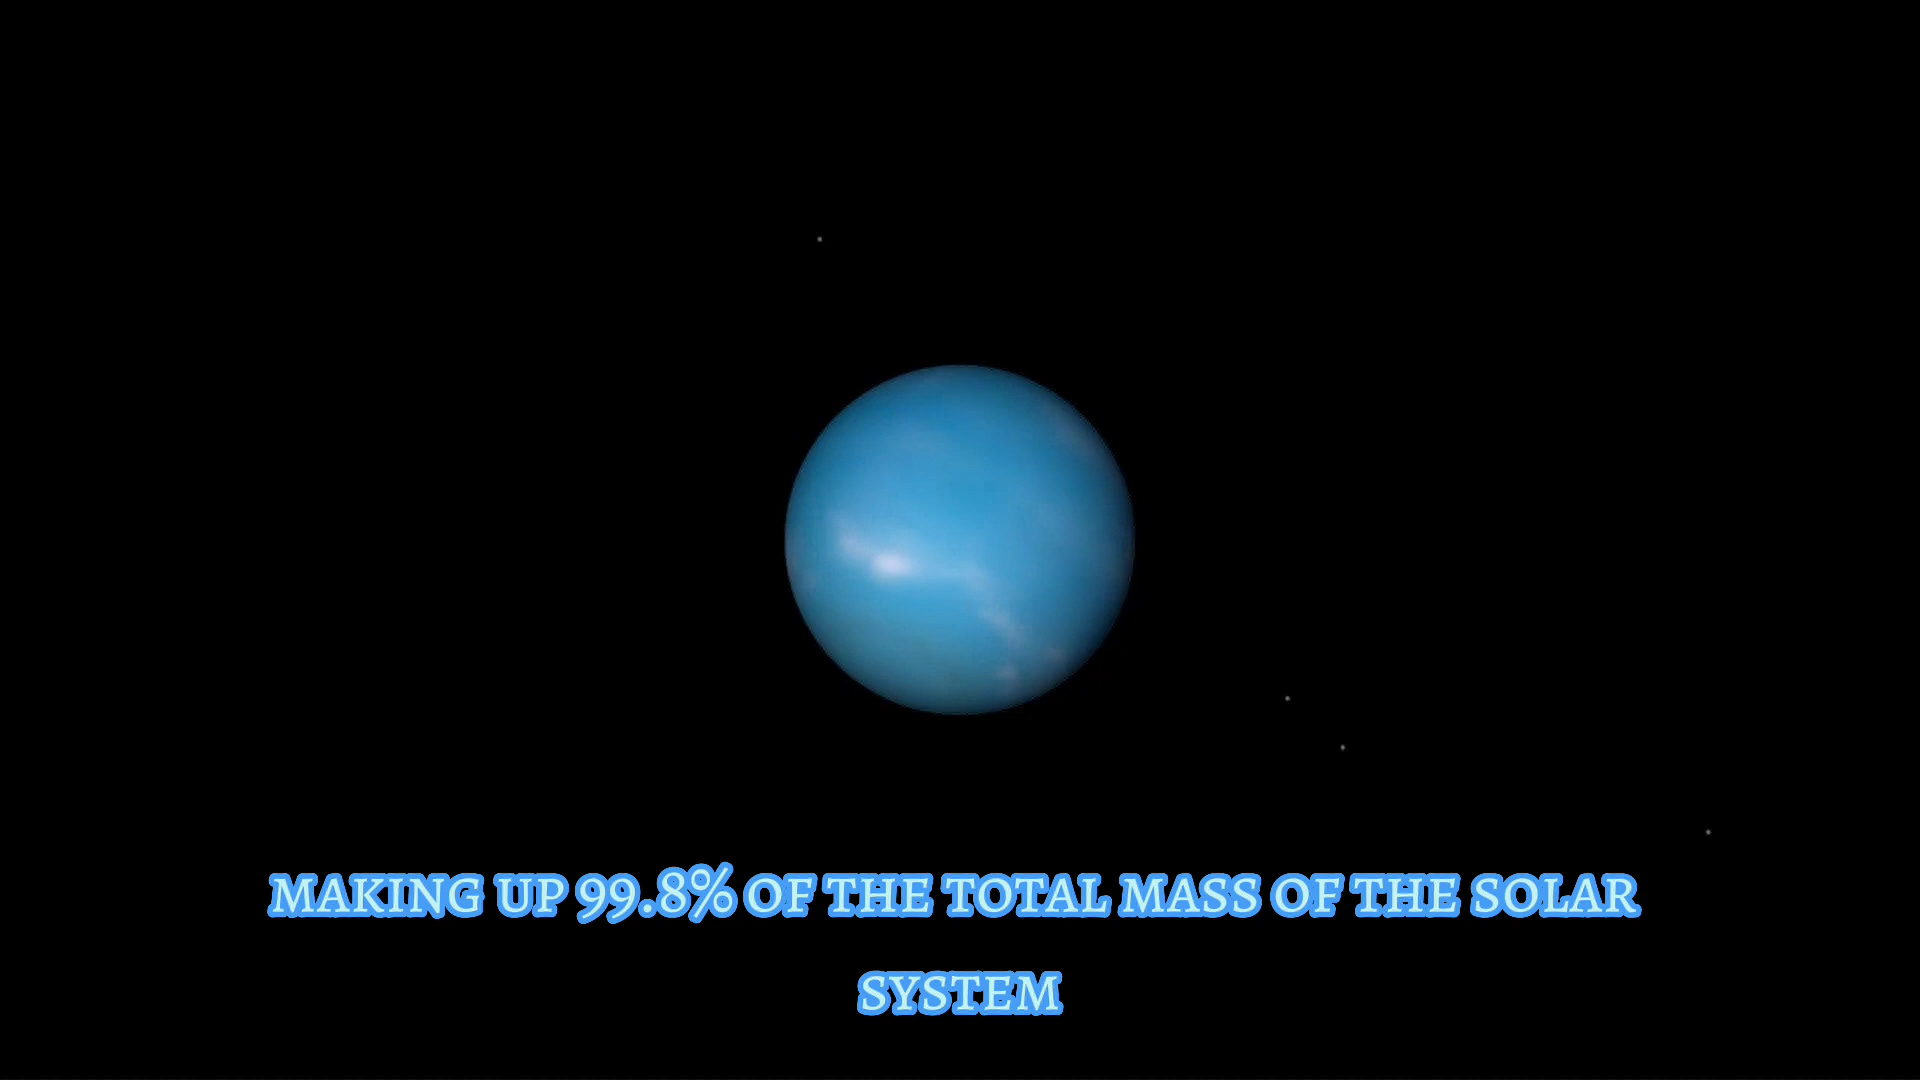 MAKING UP 99.8% OF THE TOTAL MASS OF THE SOLAR
SYSTEM